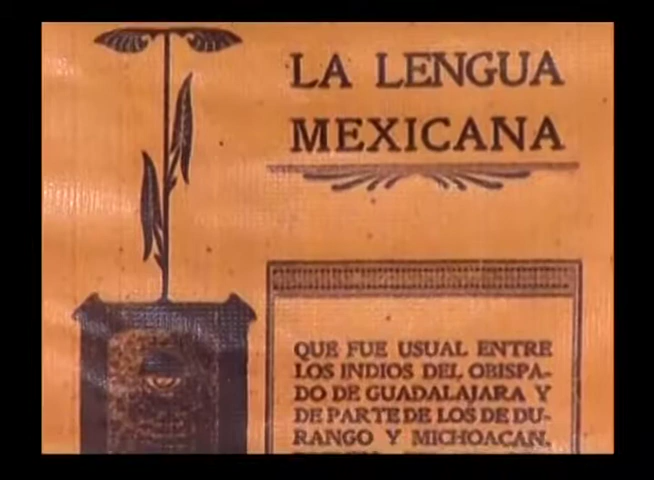 LA LENGUA
MEXICANA
QUE FUE USUAL ENTRE
LOS INDIOS DEL OBISPA-
DO DE GUADALAJARA Y
DE PARTE DE LOS DE DU-
RANGO Y MICHOACAN,